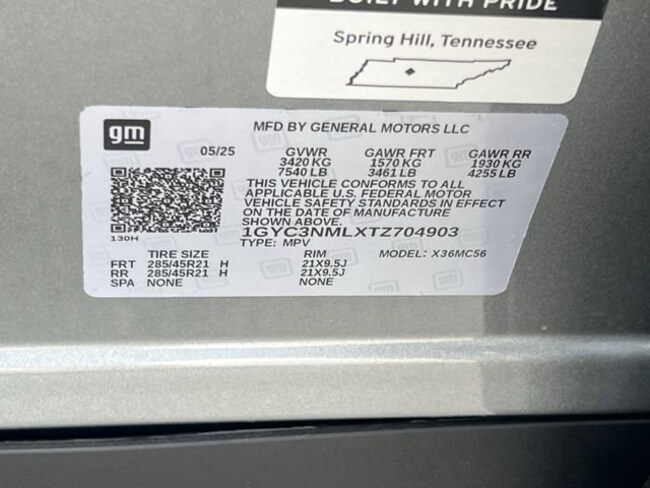 BUILT WITH PRIDE
Spring Hill, Tennessee
gm
MFD BY GENERAL MOTORS LLC
05/25 GVWR GAWR FRT GAWR RR
3420 KG 1570 KG 1930 KG
7540 LB 3461 LB 4255 LB
THIS VEHICLE CONFORMS TO ALL
APPLICABLE U.S. FEDERAL MOTOR
VEHICLE SAFETY STANDARDS IN EFFECT
ON THE DATE OF MANUFACTURE
SHOWN ABOVE.
130H 1GYC3NMLXTZ704903
TYPE: MPV
TIRE SIZE RIM MODEL: X36MC56
FRT 285/45R21 H 21X9.5J
RR 285/45R21 H 21X9.5J
SPA NONE NONE